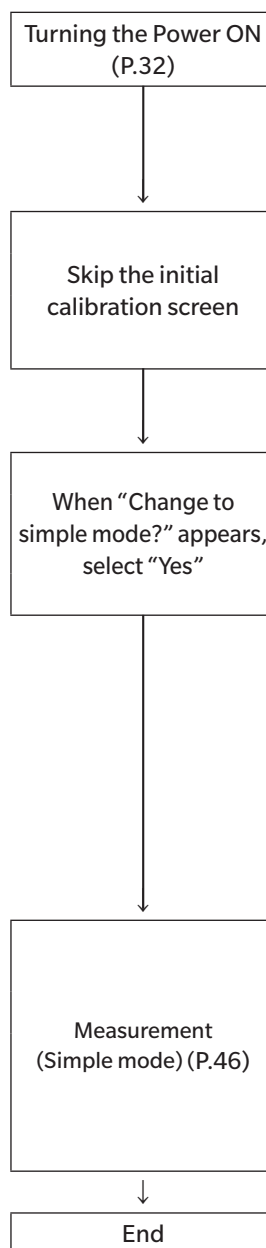 Turning the Power ON
(P.32)
Skip the initial
calibration screen
When “Change to
simple mode?” appears,
select “Yes”
Measurement
(Simple mode) (P.46)
End